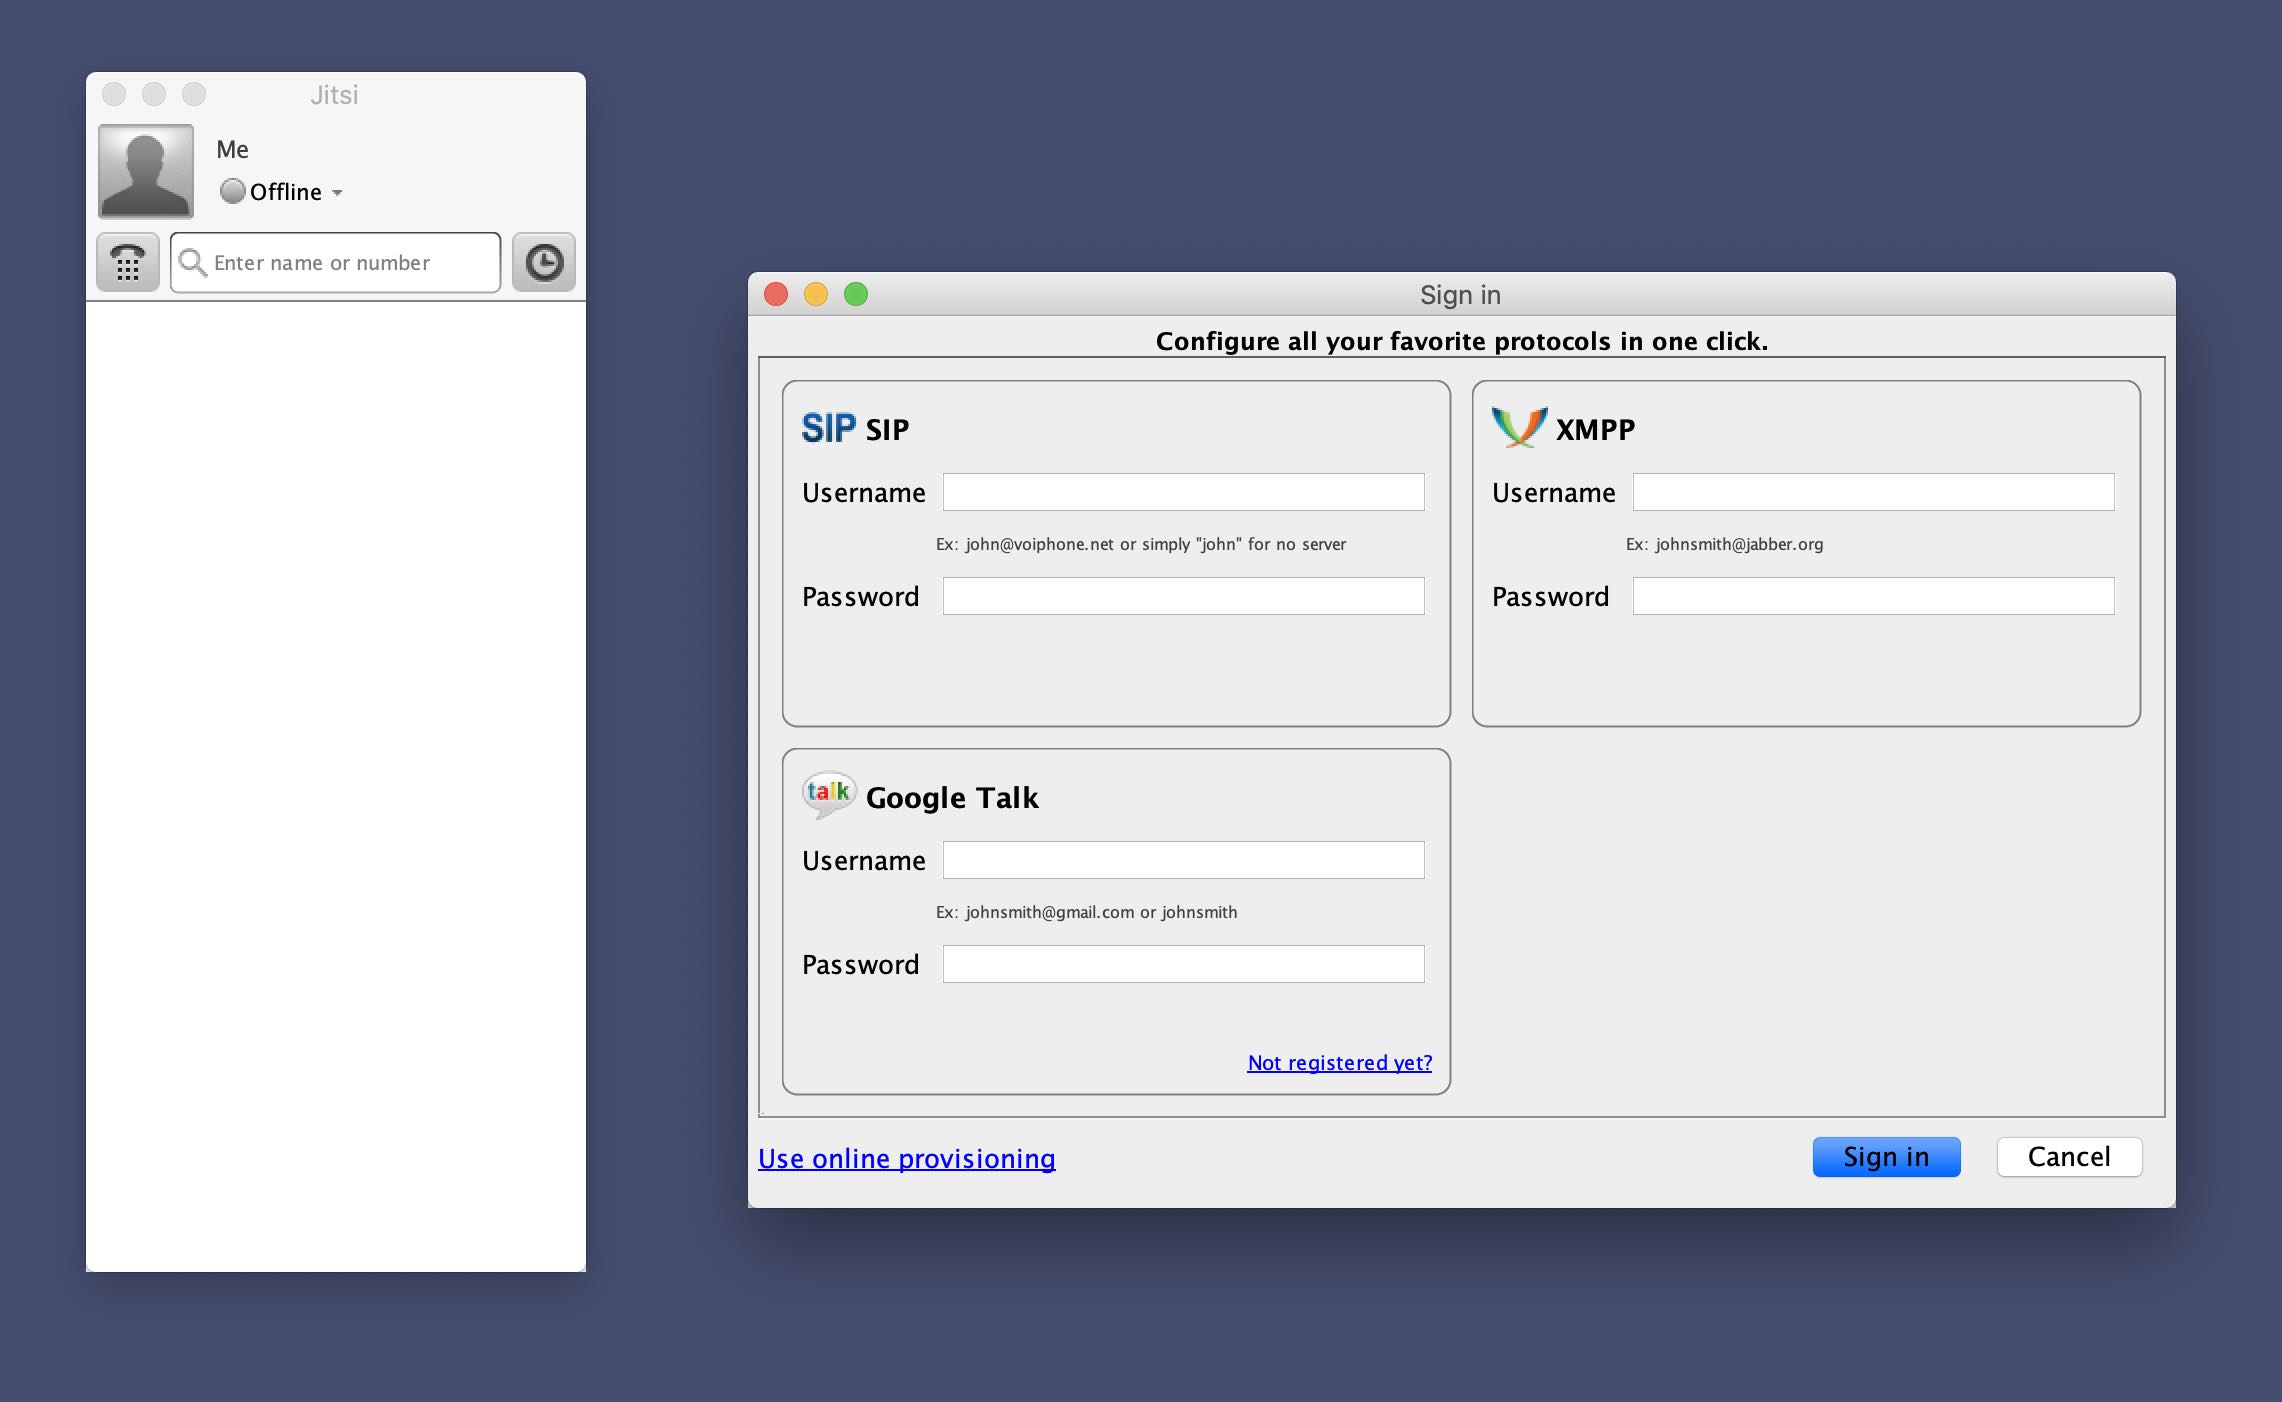 Jitsi
Me
Offline
Enter name or number
Sign in
Configure all your favorite protocols in one click.
SIP SIP
Username
Ex: john@voiphone.net or simply "john" for no server
Password
XMPP
Username
Ex: johnsmith@jabber.org
Password
talk Google Talk
Username
Ex: johnsmith@gmail.com or johnsmith
Password
Not registered yet?
Use online provisioning
Sign in
Cancel